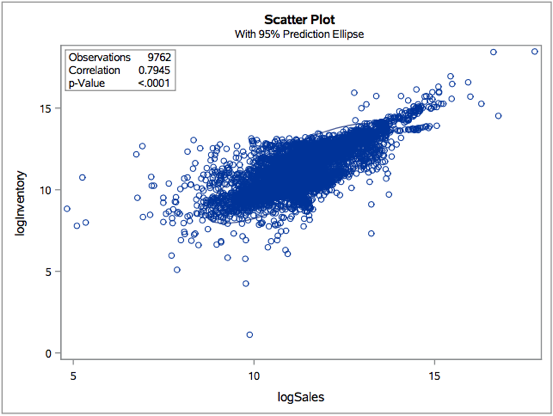 Scatter Plot
With 95% Prediction Ellipse
Observations 9762
Correlation 0.7945
p-Value <.0001
15
10
5
0
logInventory
5 10 15
logSales